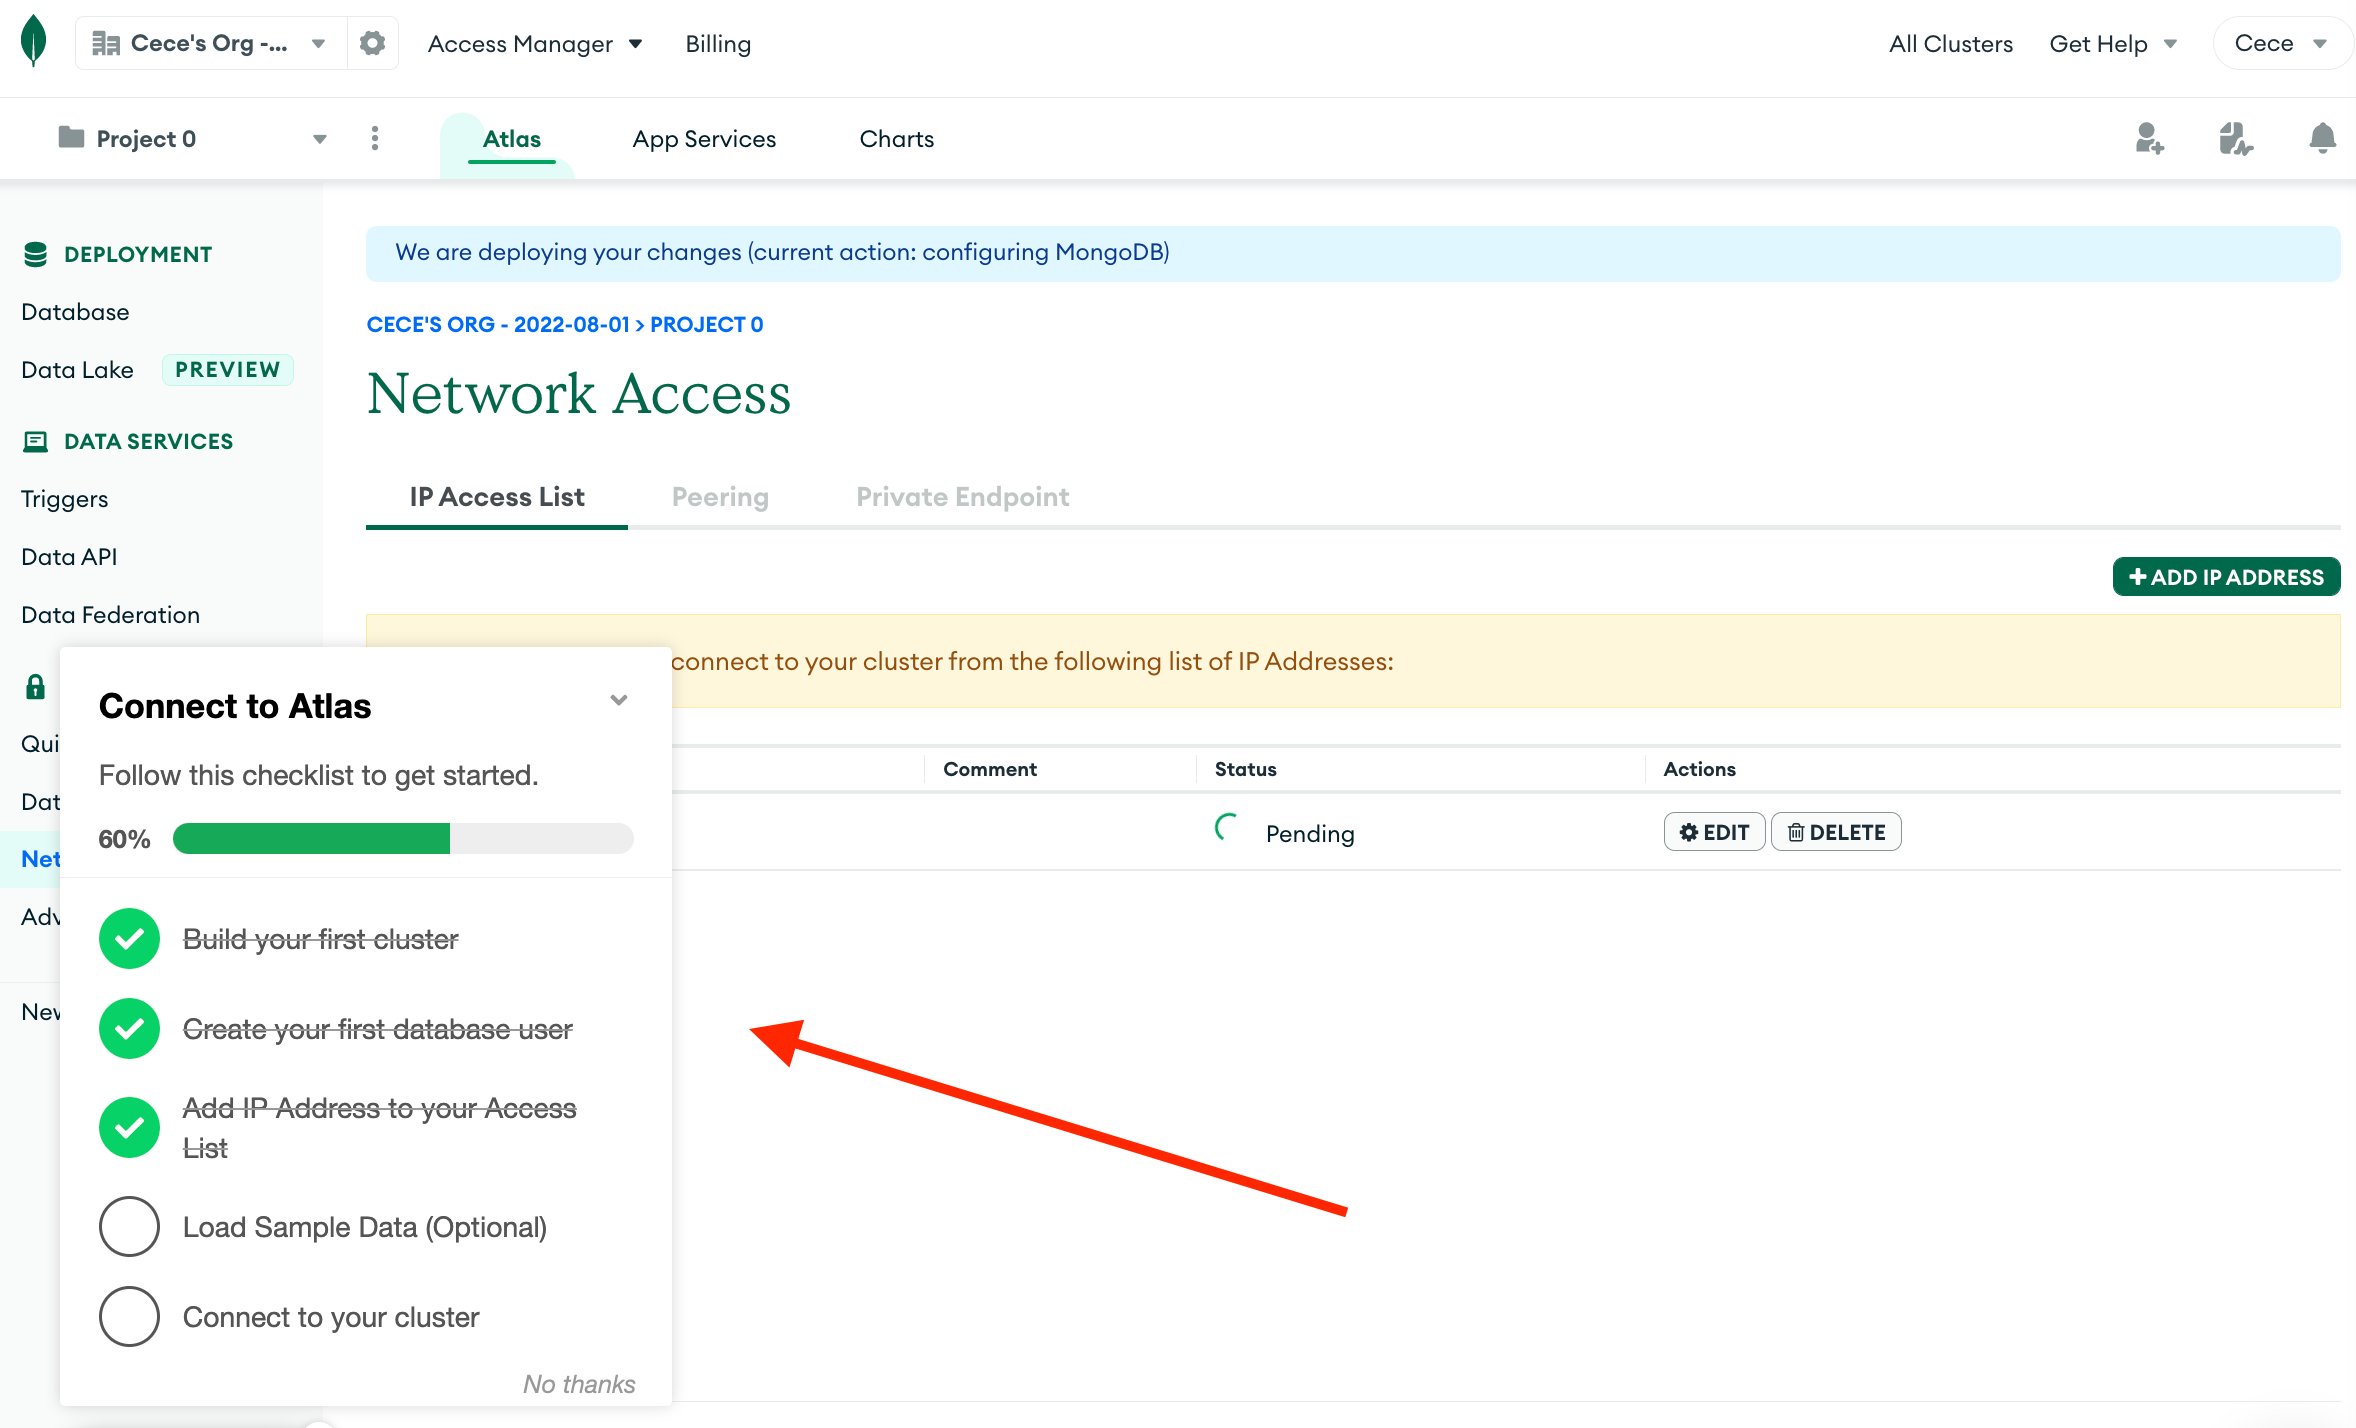 Cece's Org -...
Access Manager
Billing
All Clusters
Get Help
Cece
Project 0
Atlas
App Services
Charts
DEPLOYMENT
Database
Data Lake
PREVIEW
DATA SERVICES
Triggers
Data API
Data Federation
Qui
Dat
Net
Adv
New
We are deploying your changes (current action: configuring MongoDB)
CECE'S ORG - 2022-08-01 > PROJECT 0
Network Access
IP Access List
Peering
Private Endpoint
+ ADD IP ADDRESS
connect to your cluster from the following list of IP Addresses:
Comment
Status
Actions
Pending
EDIT
DELETE
Connect to Atlas
Follow this checklist to get started.
60%
Build your first cluster
Create your first database user
Add IP Address to your Access
List
Load Sample Data (Optional)
Connect to your cluster
No thanks